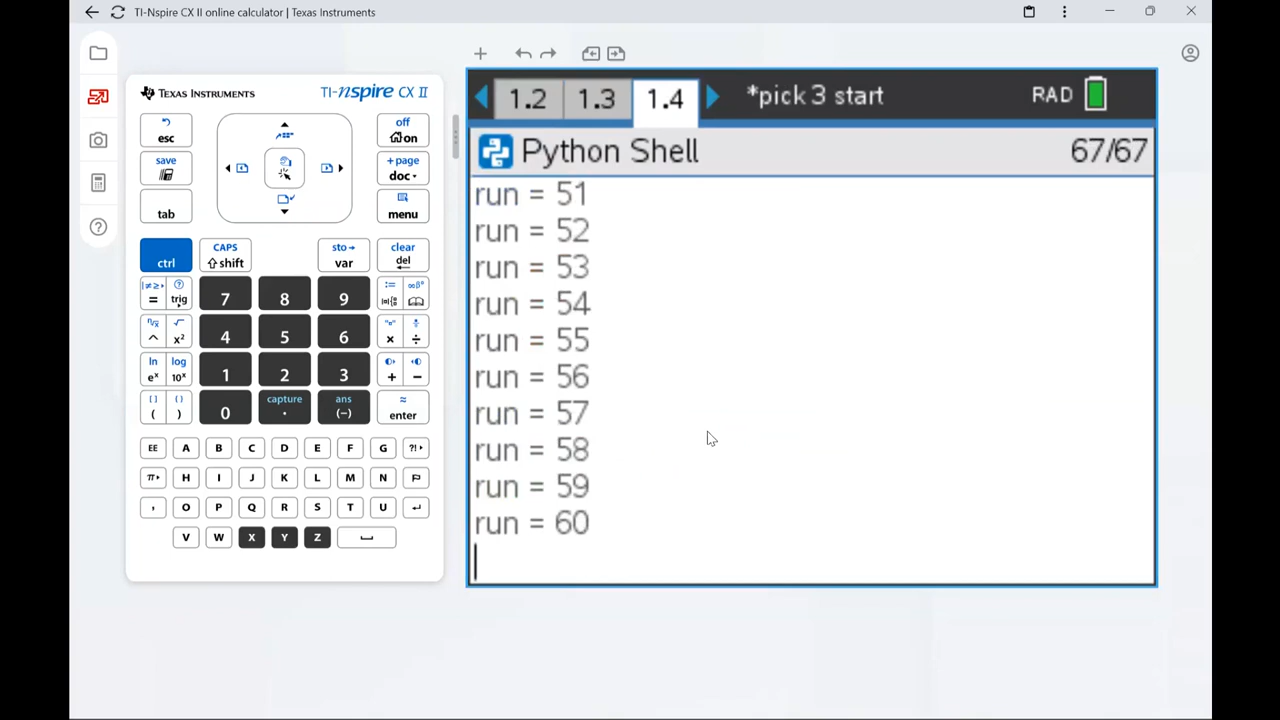 TI-Nspire CX II online calculator | Texas Instruments
TEXAS INSTRUMENTS
TI-nspire CX II
esc
off
on
save
+ page
doc
tab
menu
ctrl
CAPS
shift
sto→
var
clear
del
=
trig
7
8
9
^
x²
4
5
6
×
÷
ln
log
eˣ
10ˣ
1
2
3
+
−
(
)
0
capture
.
ans
(−)
≈
enter
EE
A
B
C
D
E
F
G
?!
π
H
I
J
K
L
M
N
,
O
P
Q
R
S
T
U
V
W
X
Y
Z
1.2
1.3
1.4
*pick 3 start
RAD
Python Shell
67/67
run = 51
run = 52
run = 53
run = 54
run = 55
run = 56
run = 57
run = 58
run = 59
run = 60